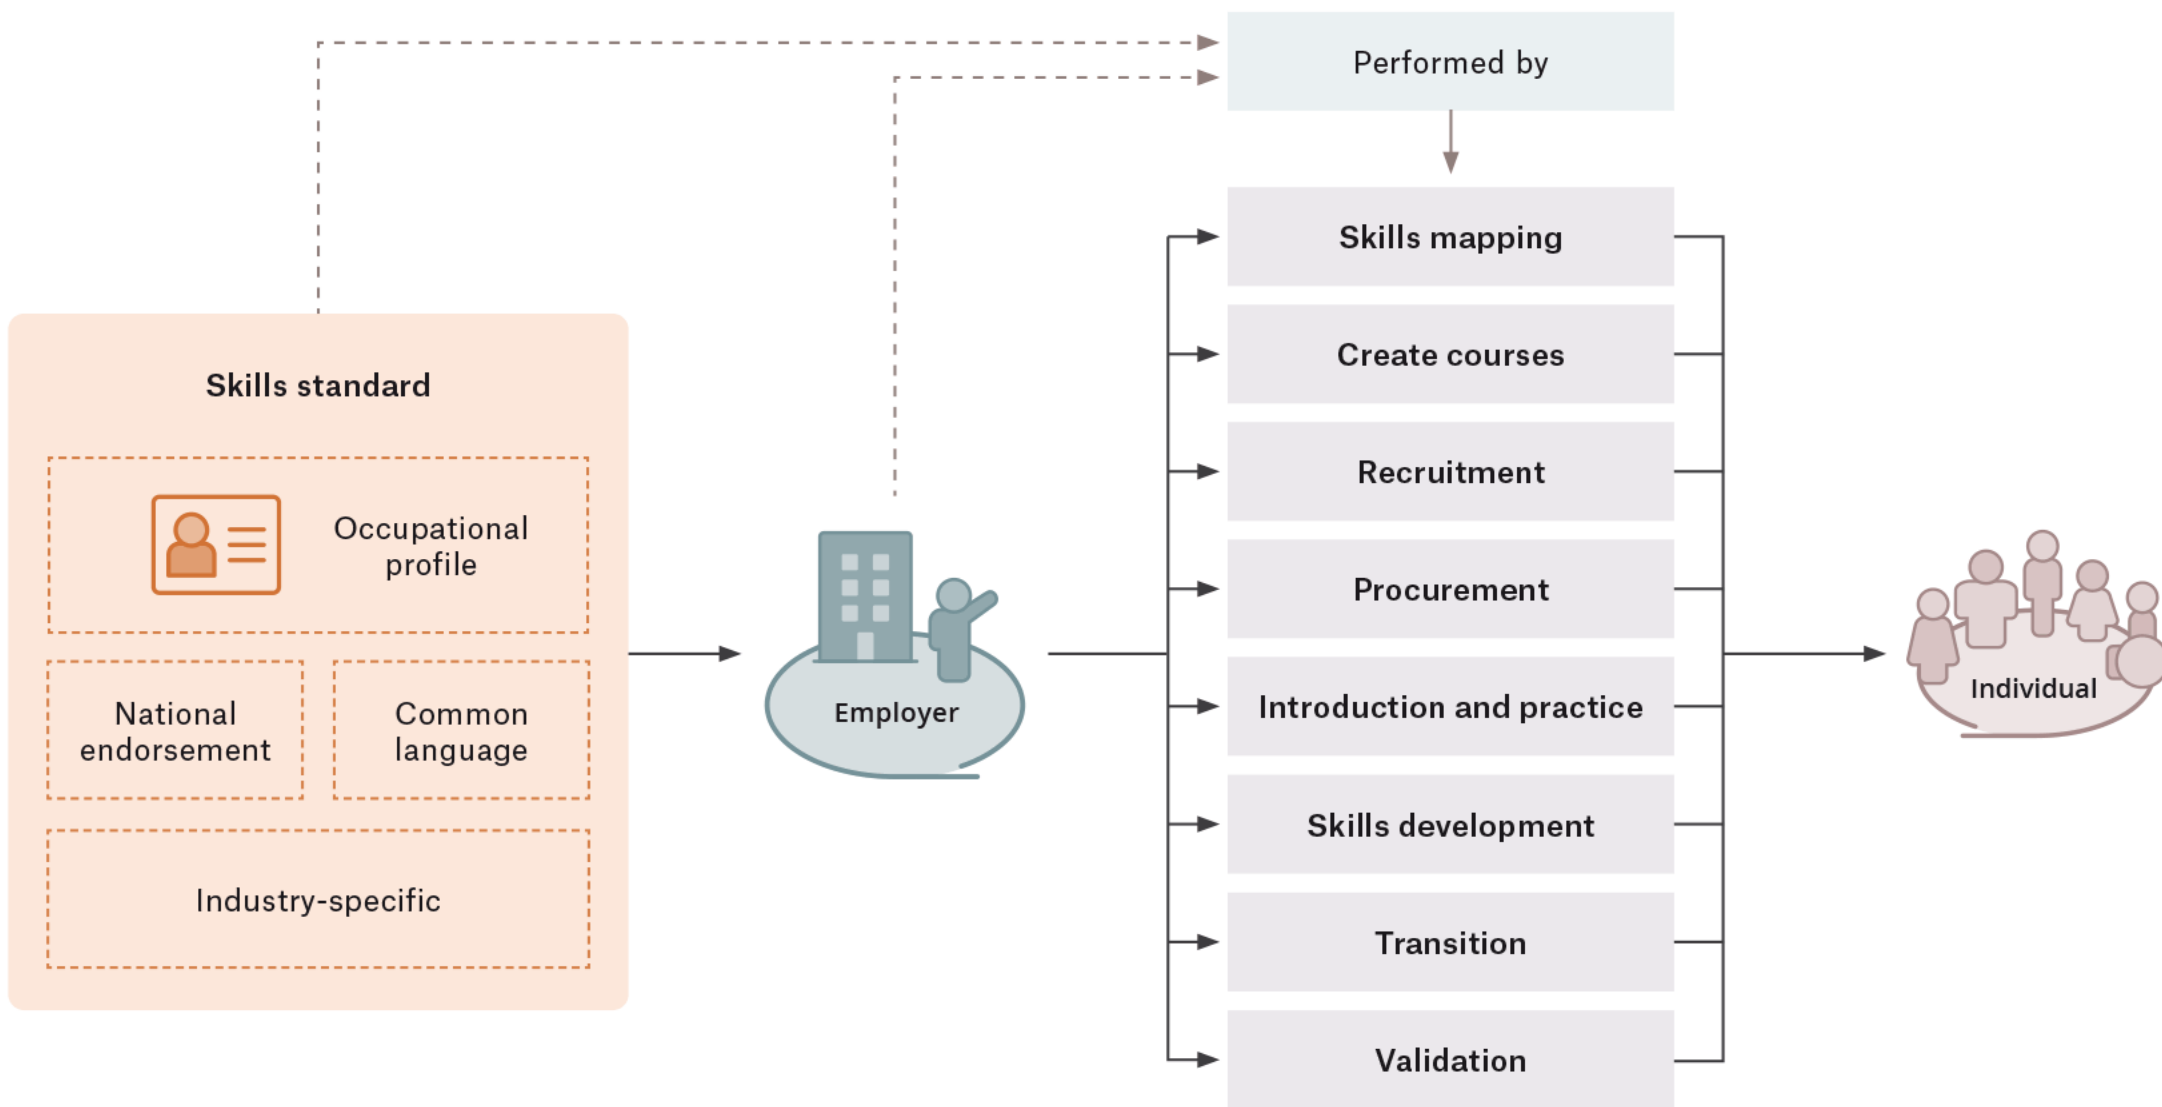 Performed by
Skills mapping
Create courses
Recruitment
Procurement
Introduction and practice
Skills development
Transition
Validation
Skills standard
Occupational
profile
National
endorsement
Common
language
Industry-specific
Employer
Individual